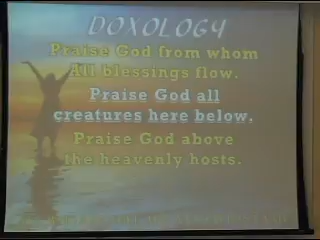 DOXOLOGY
Praise God from whom
All blessings flow.
Praise God all
creatures here below.
Praise God above
the heavenly hosts.